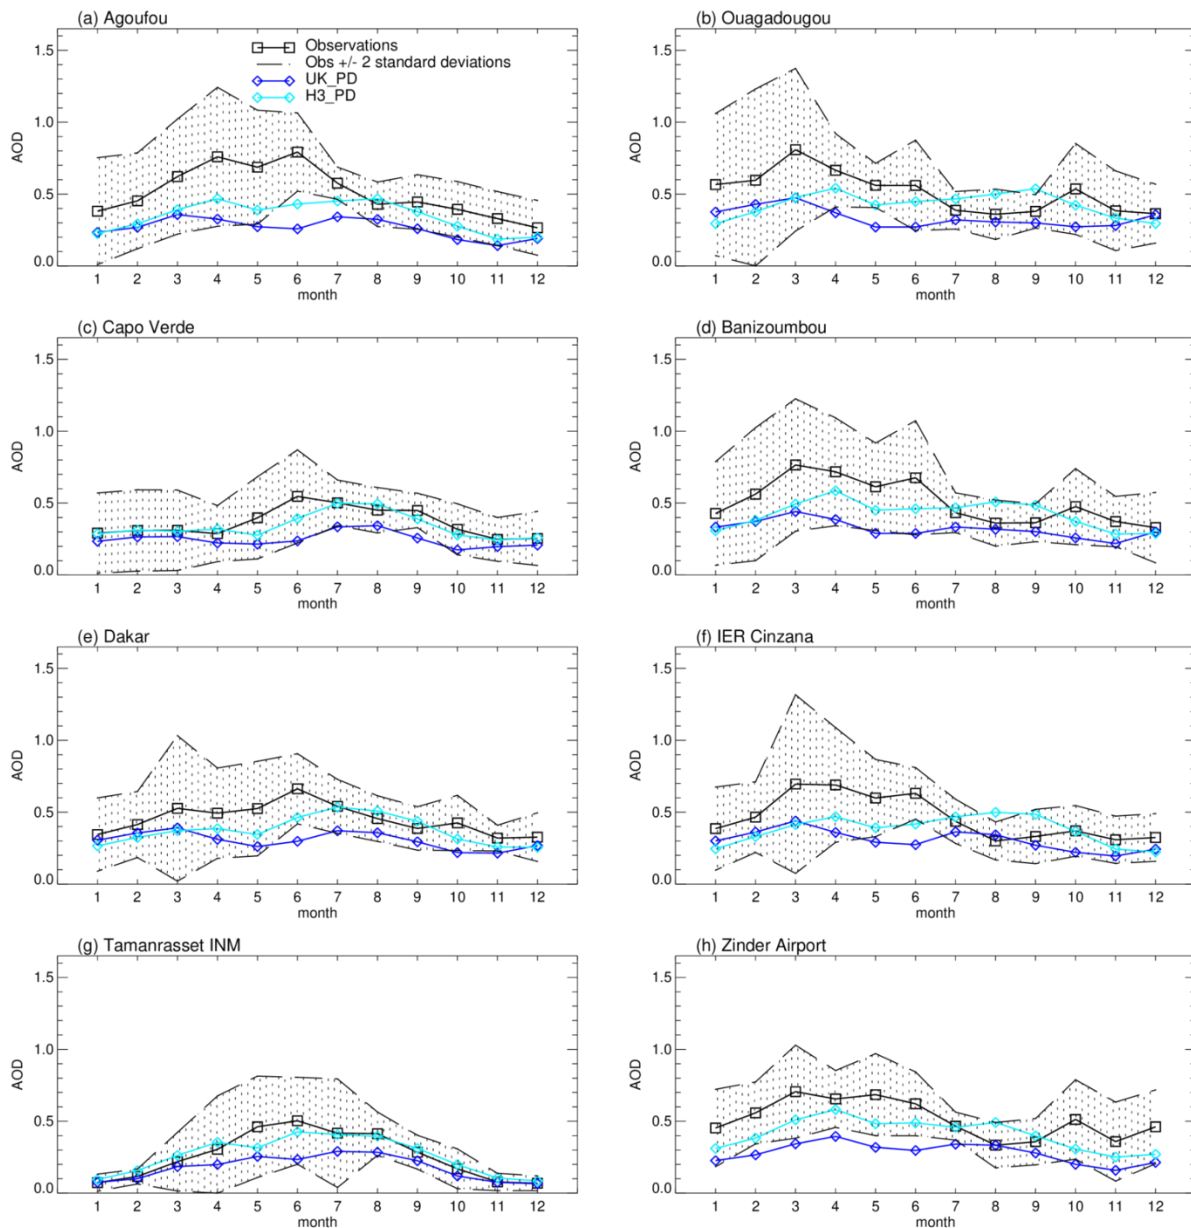 (a) Agoufou
Observations
Obs +/- 2 standard deviations
UK_PD
H3_PD
AOD
1.5
1.0
0.5
0.0
1 2 3 4 5 6 7 8 9 10 11 12
month
(b) Ouagadougou
AOD
1.5
1.0
0.5
0.0
1 2 3 4 5 6 7 8 9 10 11 12
month
(c) Capo Verde
AOD
1.5
1.0
0.5
0.0
1 2 3 4 5 6 7 8 9 10 11 12
month
(d) Banizoumbou
AOD
1.5
1.0
0.5
0.0
1 2 3 4 5 6 7 8 9 10 11 12
month
(e) Dakar
AOD
1.5
1.0
0.5
0.0
1 2 3 4 5 6 7 8 9 10 11 12
month
(f) IER Cinzana
AOD
1.5
1.0
0.5
0.0
1 2 3 4 5 6 7 8 9 10 11 12
month
(g) Tamanrasset INM
AOD
1.5
1.0
0.5
0.0
1 2 3 4 5 6 7 8 9 10 11 12
month
(h) Zinder Airport
AOD
1.5
1.0
0.5
0.0
1 2 3 4 5 6 7 8 9 10 11 12
month